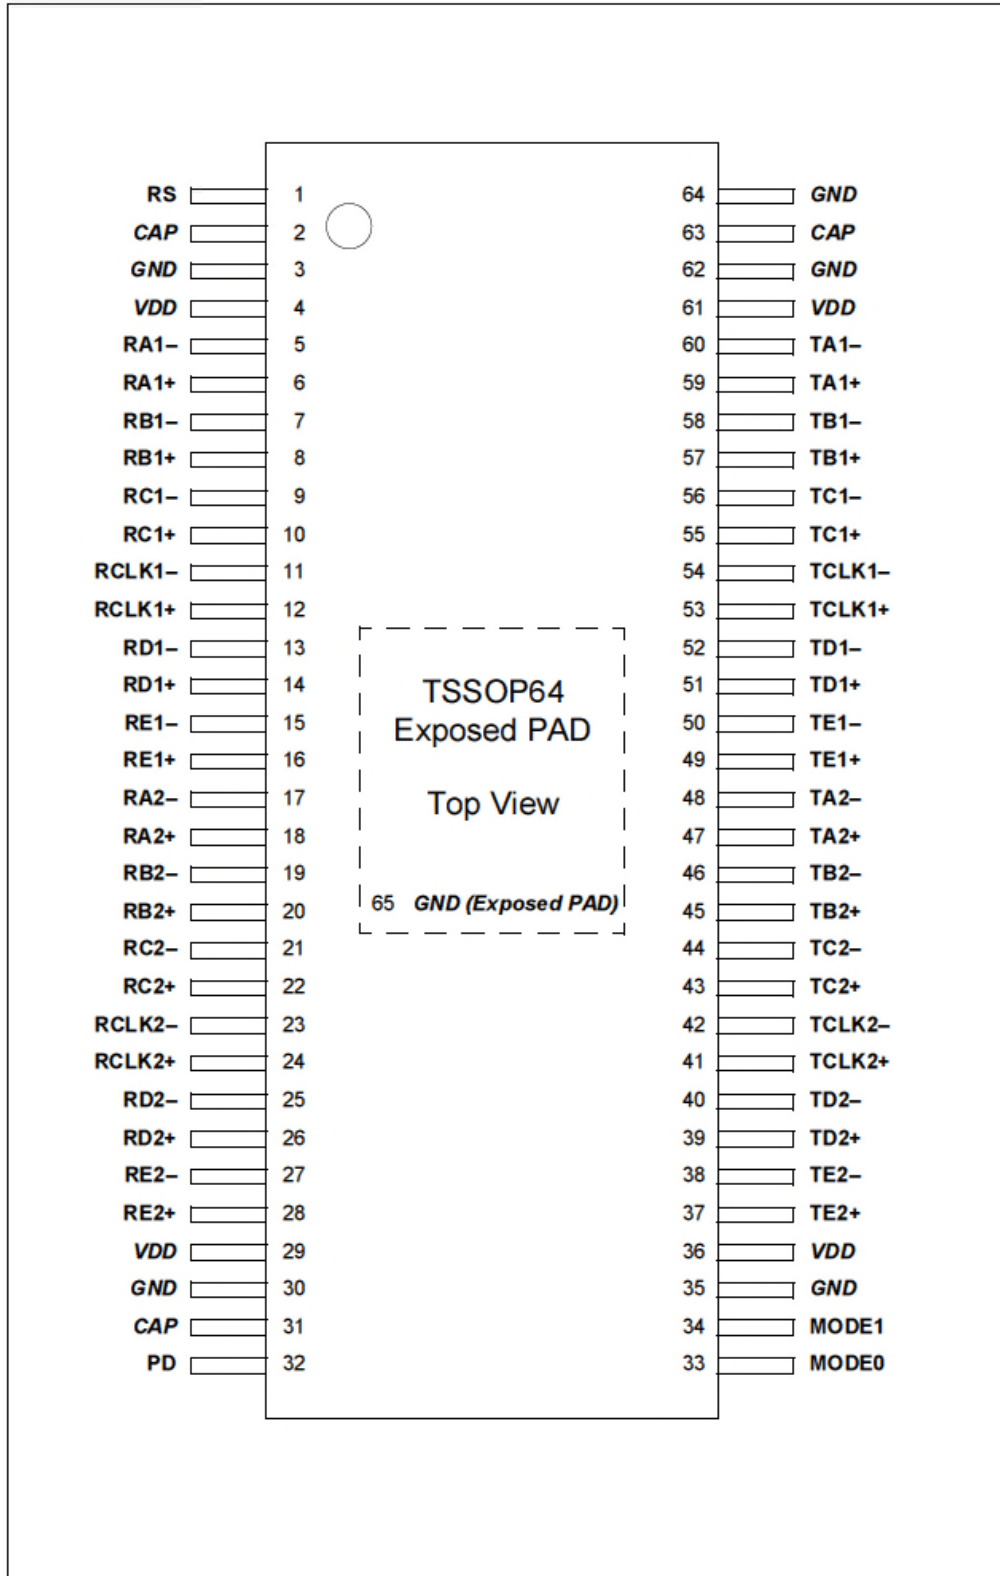 RS 1 64 GND
CAP 2 63 CAP
GND 3 62 GND
VDD 4 61 VDD
RA1– 5 60 TA1–
RA1+ 6 59 TA1+
RB1– 7 58 TB1–
RB1+ 8 57 TB1+
RC1– 9 56 TC1–
RC1+ 10 55 TC1+
RCLK1– 11 54 TCLK1–
RCLK1+ 12 53 TCLK1+
RD1– 13 52 TD1–
RD1+ 14 51 TD1+
RE1– 15 50 TE1–
RE1+ 16 49 TE1+
RA2– 17 48 TA2–
RA2+ 18 47 TA2+
RB2– 19 46 TB2–
RB2+ 20 45 TB2+
RC2– 21 44 TC2–
RC2+ 22 43 TC2+
RCLK2– 23 42 TCLK2–
RCLK2+ 24 41 TCLK2+
RD2– 25 40 TD2–
RD2+ 26 39 TD2+
RE2– 27 38 TE2–
RE2+ 28 37 TE2+
VDD 29 36 VDD
GND 30 35 GND
CAP 31 34 MODE1
PD 32 33 MODE0
TSSOP64
Exposed PAD
Top View
65 GND (Exposed PAD)